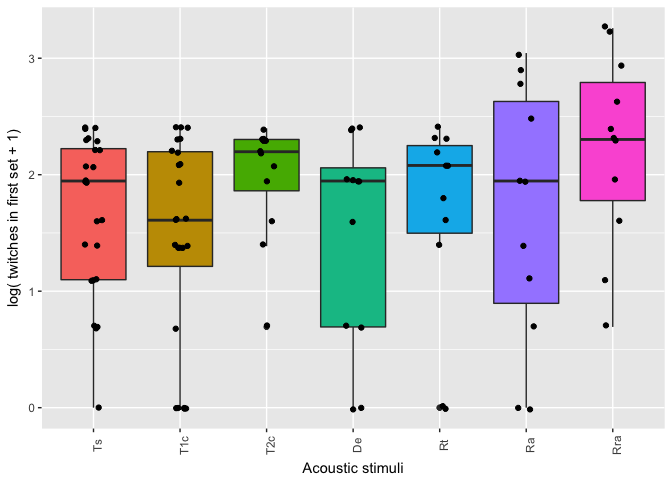 log( twitches in first set + 1)
3
2
1
0
Ts
T1c
T2c
De
Rt
Ra
Rra
Acoustic stimuli